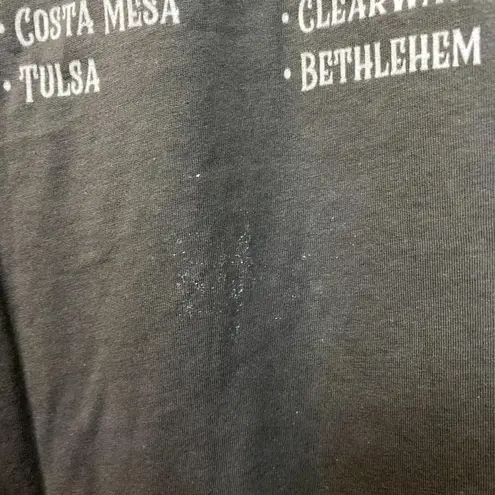 • COSTA MESA
• TULSA
• BETHLEHEM